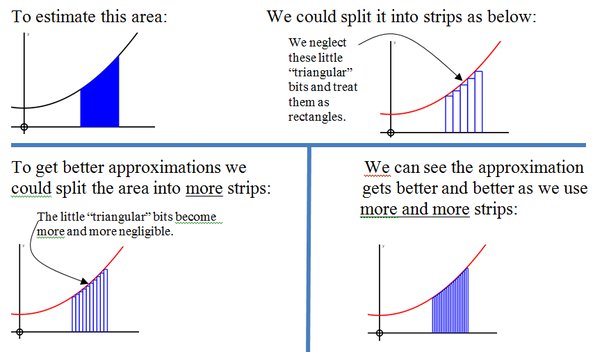 To estimate this area:
We could split it into strips as below:
We neglect
these little
“triangular”
bits and treat
them as
rectangles.
To get better approximations we
could split the area into more strips:
The little “triangular” bits become
more and more negligible.
We can see the approximation
gets better and better as we use
more and more strips: